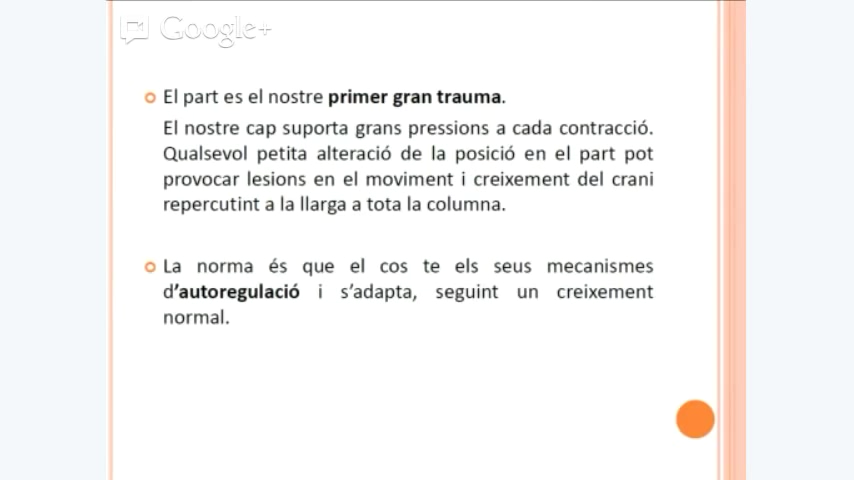 Google+
El part es el nostre primer gran trauma.
El nostre cap suporta grans pressions a cada contracció.
Qualsevol petita alteració de la posició en el part pot
provocar lesions en el moviment i creixement del crani
repercutint a la llarga a tota la columna.
La norma és que el cos te els seus mecanismes
d’autoregulació i s’adapta, seguint un creixement
normal.